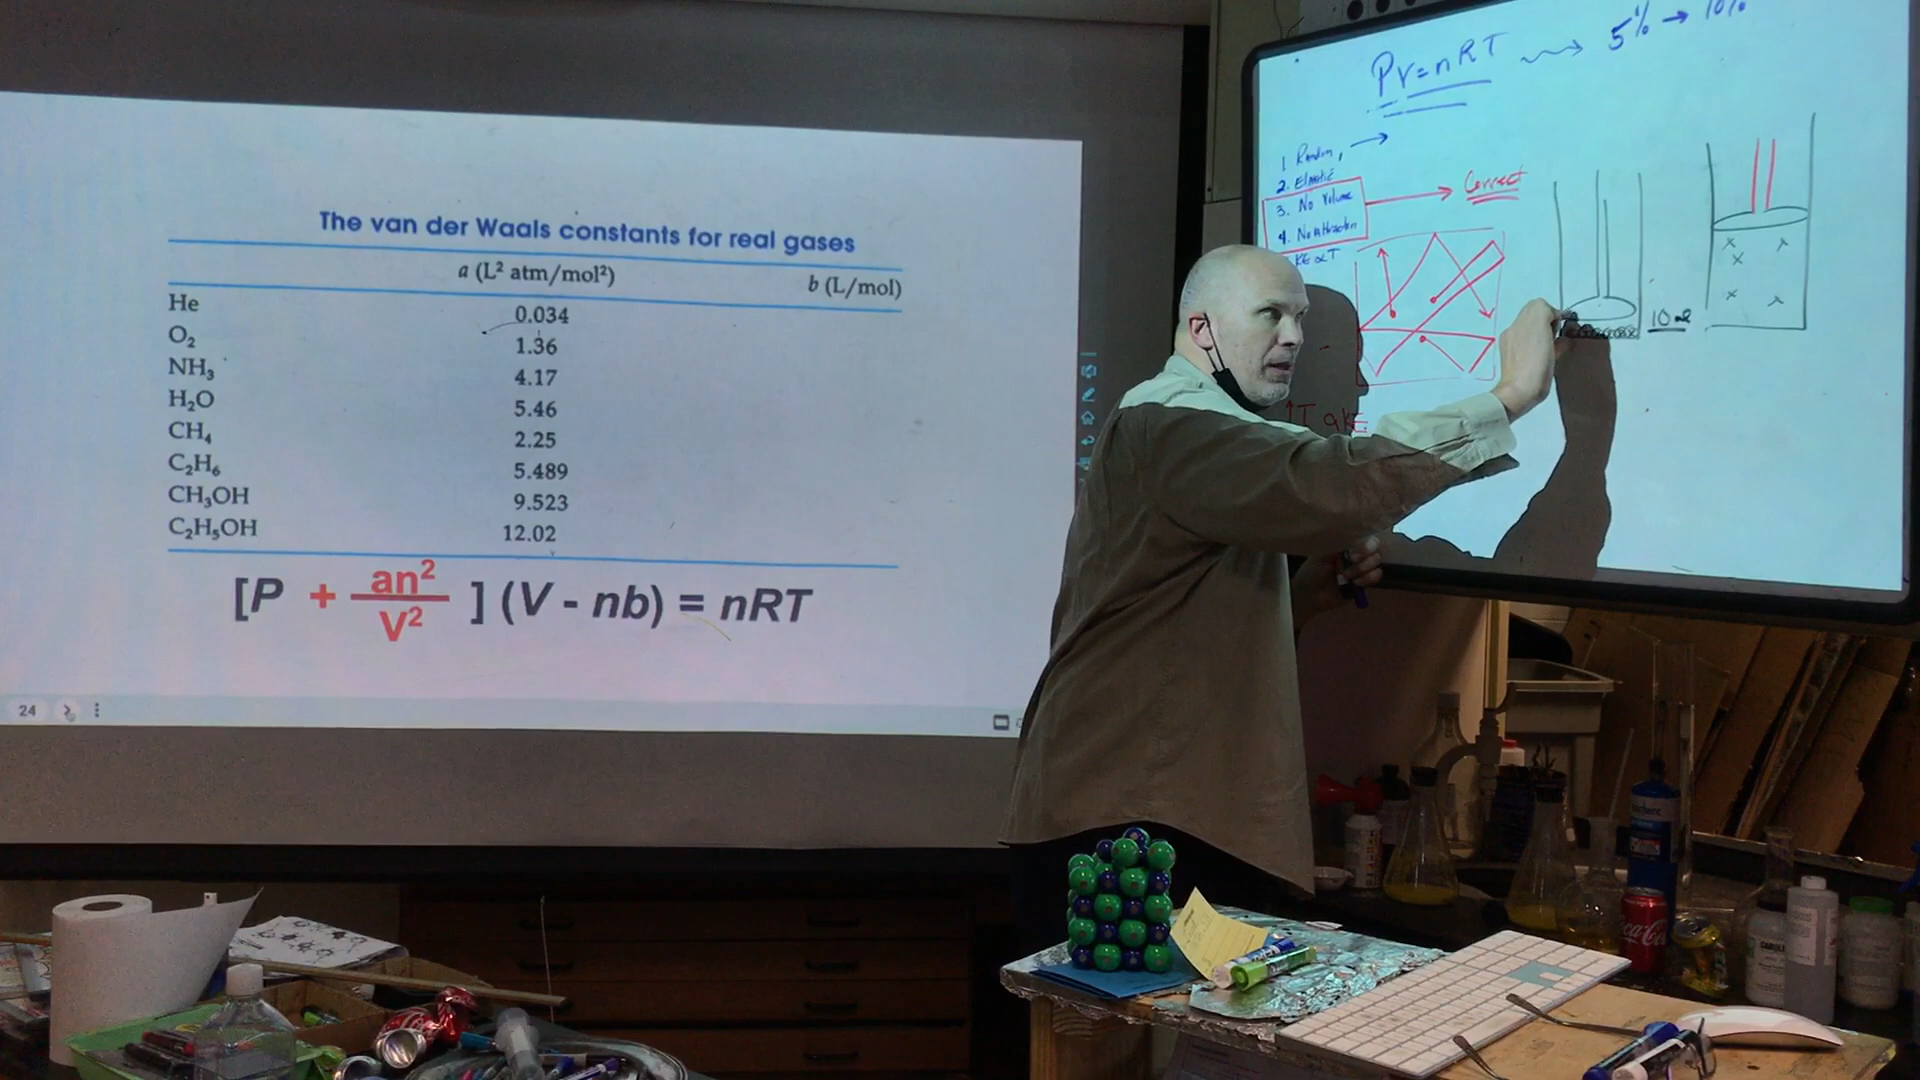 The van der Waals constants for real gases
a (L² atm/mol²) b (L/mol)
He 0.034
O₂ 1.36
NH₃ 4.17
H₂O 5.46
CH₄ 2.25
C₂H₆ 5.489
CH₃OH 9.523
C₂H₅OH 12.02
[P + an²/V² ] (V - nb) = nRT
24
PV=nRT → 5% → 10%
1. Random, →
2. Elastic
3. No Volume → Correct
4. No attraction
KE α T
10 ml
↑T αKE
Coca-Cola